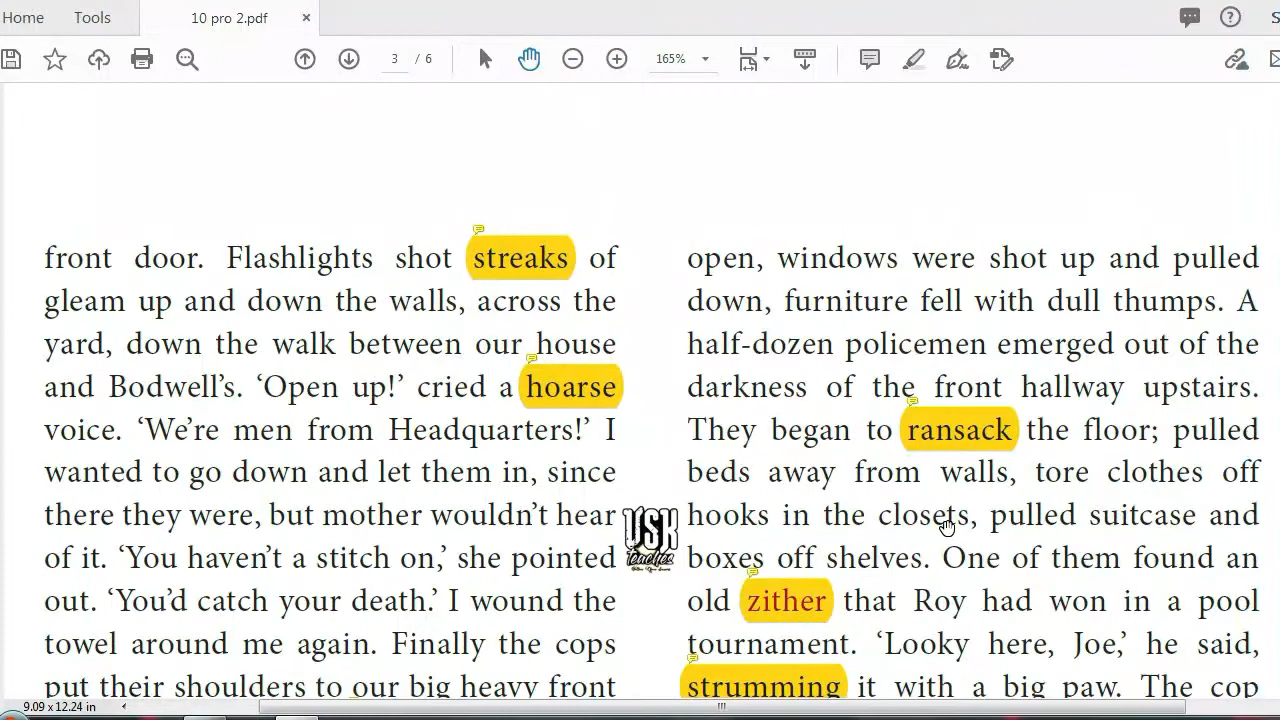 Home Tools 10 pro 2.pdf ×
3 / 6 165%
front door. Flashlights shot streaks of
gleam up and down the walls, across the
yard, down the walk between our house
and Bodwell’s. ‘Open up!’ cried a hoarse
voice. ‘We’re men from Headquarters!’ I
wanted to go down and let them in, since
there they were, but mother wouldn’t hear
of it. ‘You haven’t a stitch on,’ she pointed
out. ‘You’d catch your death.’ I wound the
towel around me again. Finally the cops
put their shoulders to our big heavy front
open, windows were shot up and pulled
down, furniture fell with dull thumps. A
half-dozen policemen emerged out of the
darkness of the front hallway upstairs.
They began to ransack the floor; pulled
beds away from walls, tore clothes off
hooks in the closets, pulled suitcase and
boxes off shelves. One of them found an
old zither that Roy had won in a pool
tournament. ‘Looky here, Joe,’ he said,
strumming it with a big paw. The cop
VSK
teaches
9.09 x 12.24 in